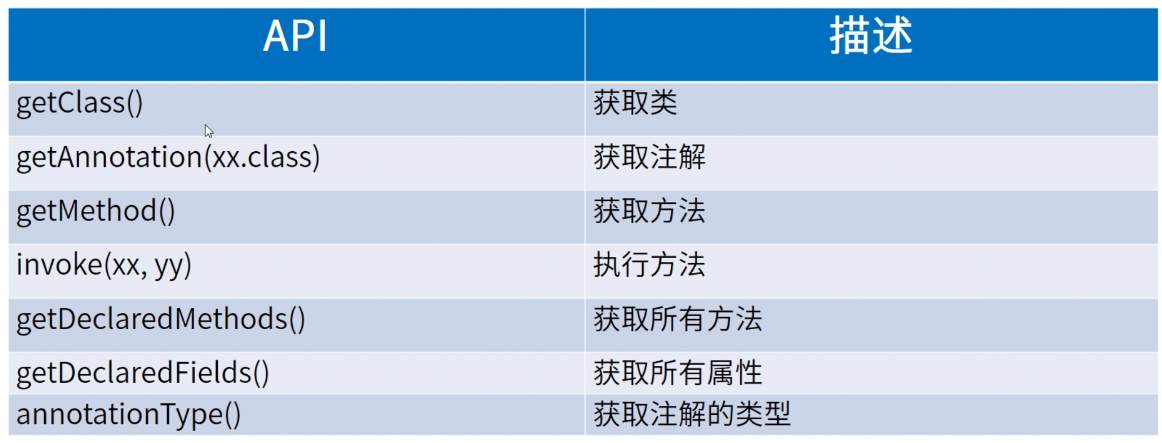 API 描述
getClass() 获取类
getAnnotation(xx.class) 获取注解
getMethod() 获取方法
invoke(xx, yy) 执行方法
getDeclaredMethods() 获取所有方法
getDeclaredFields() 获取所有属性
annotationType() 获取注解的类型